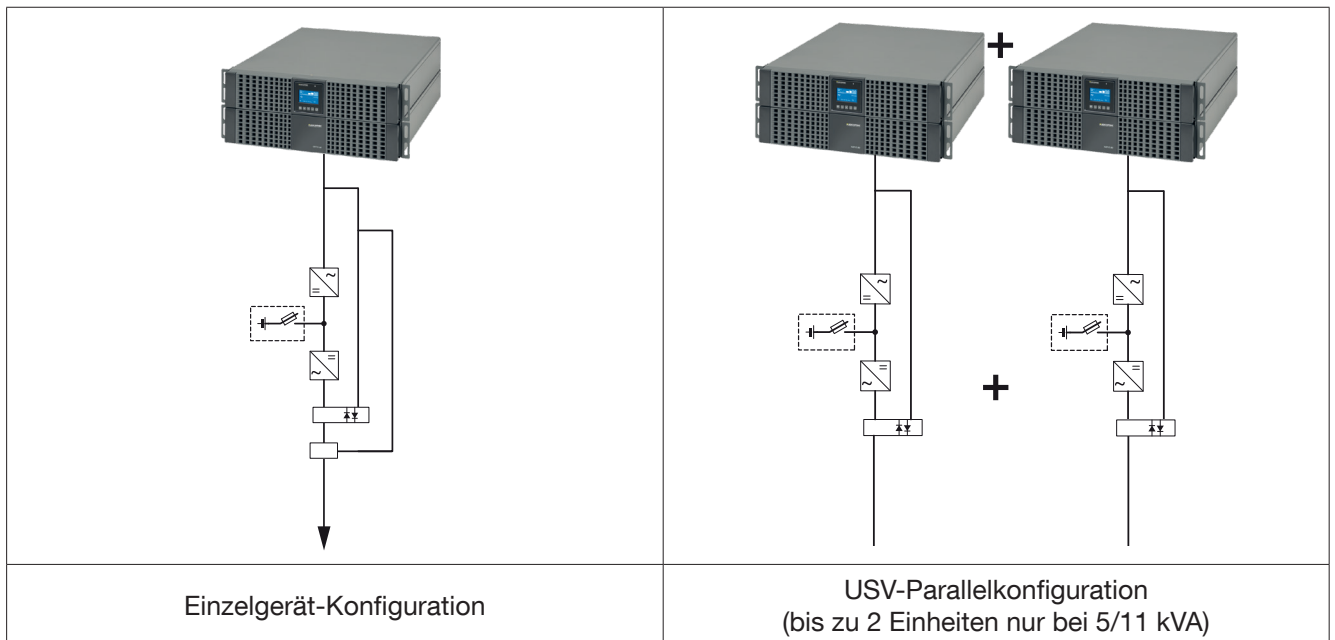 Einzelgerät-Konfiguration
USV-Parallelkonfiguration
(bis zu 2 Einheiten nur bei 5/11 kVA)